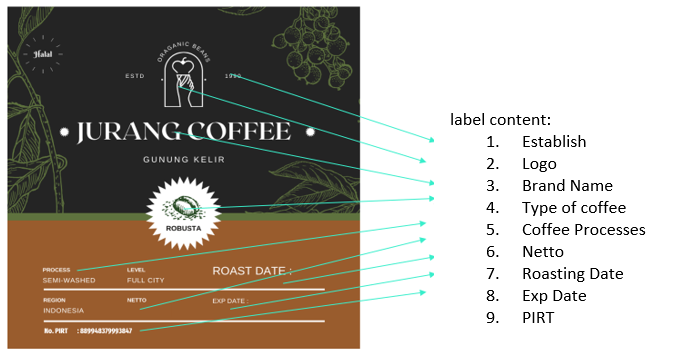 Halal
ORAGANIC BEANS
ESTD 1990
JURANG COFFEE
GUNUNG KELIR
ROBUSTA
PROCESS LEVEL ROAST DATE :
SEMI-WASHED FULL CITY
REGION NETTO EXP DATE :
INDONESIA
No. PIRT : 889948379993847
label content:
1. Establish
2. Logo
3. Brand Name
4. Type of coffee
5. Coffee Processes
6. Netto
7. Roasting Date
8. Exp Date
9. PIRT